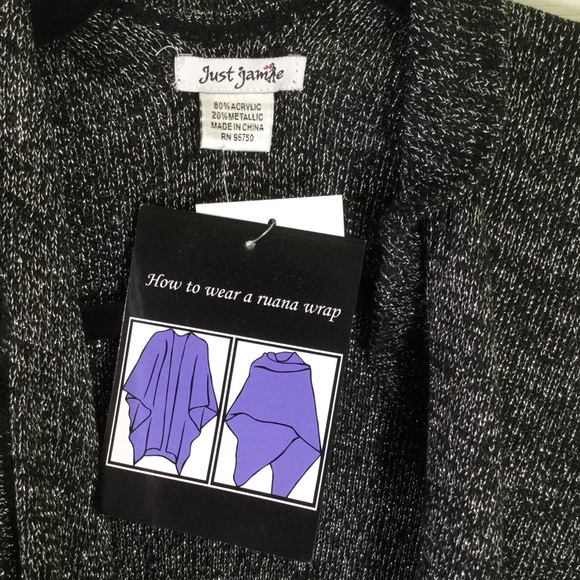 Just jamie
80% ACRYLIC
20% METALLIC
MADE IN CHINA
RN 95750
How to wear a ruana wrap